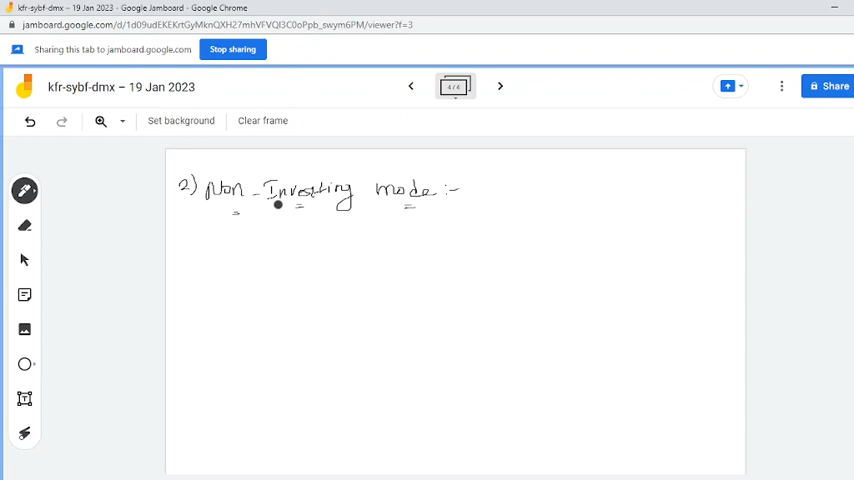 kfr-sybf-dmx – 19 Jan 2023 - Google Jamboard - Google Chrome
jamboard.google.com/d/1d09udEKEKrtGyMknQXH27mhVFVQI3C0oPpb_swym6PM/viewer?f=3
Sharing this tab to jamboard.google.com
Stop sharing
kfr-sybf-dmx – 19 Jan 2023
4 / 4
Share
Set background
Clear frame
2) Non - Inverting mode :-